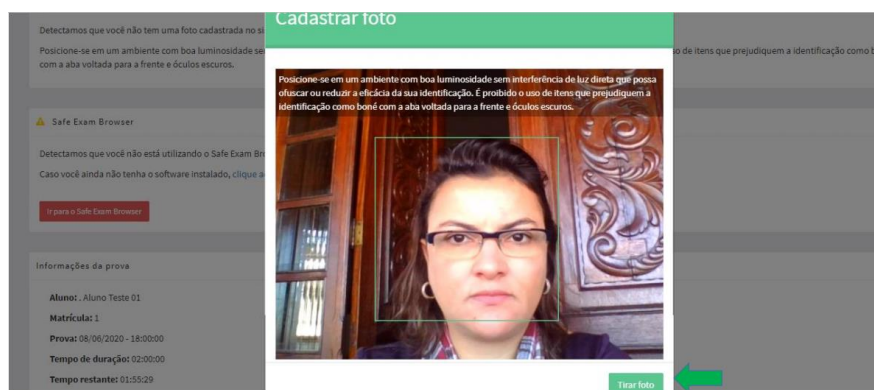 Cadastrar foto
Detectamos que você não tem uma foto cadastrada no si
Posicione-se em um ambiente com boa luminosidade se
so de itens que prejudiquem a identificação como b
com a aba voltada para a frente e óculos escuros.
Posicione-se em um ambiente com boa luminosidade sem interferência de luz direta que possa
ofuscar ou reduzir a eficácia da sua identificação. É proibido o uso de itens que prejudiquem a
identificação como boné com a aba voltada para a frente e óculos escuros.
Safe Exam Browser
Detectamos que você não está utilizando o Safe Exam Bro
Caso você ainda não tenha o software instalado, clique a
Ir para o Safe Exam Browser
Informações da prova
Aluno: . Aluno Teste 01
Matrícula: 1
Prova: 08/06/2020 - 18:00:00
Tempo de duração: 02:00:00
Tempo restante: 01:55:29
Tirar foto